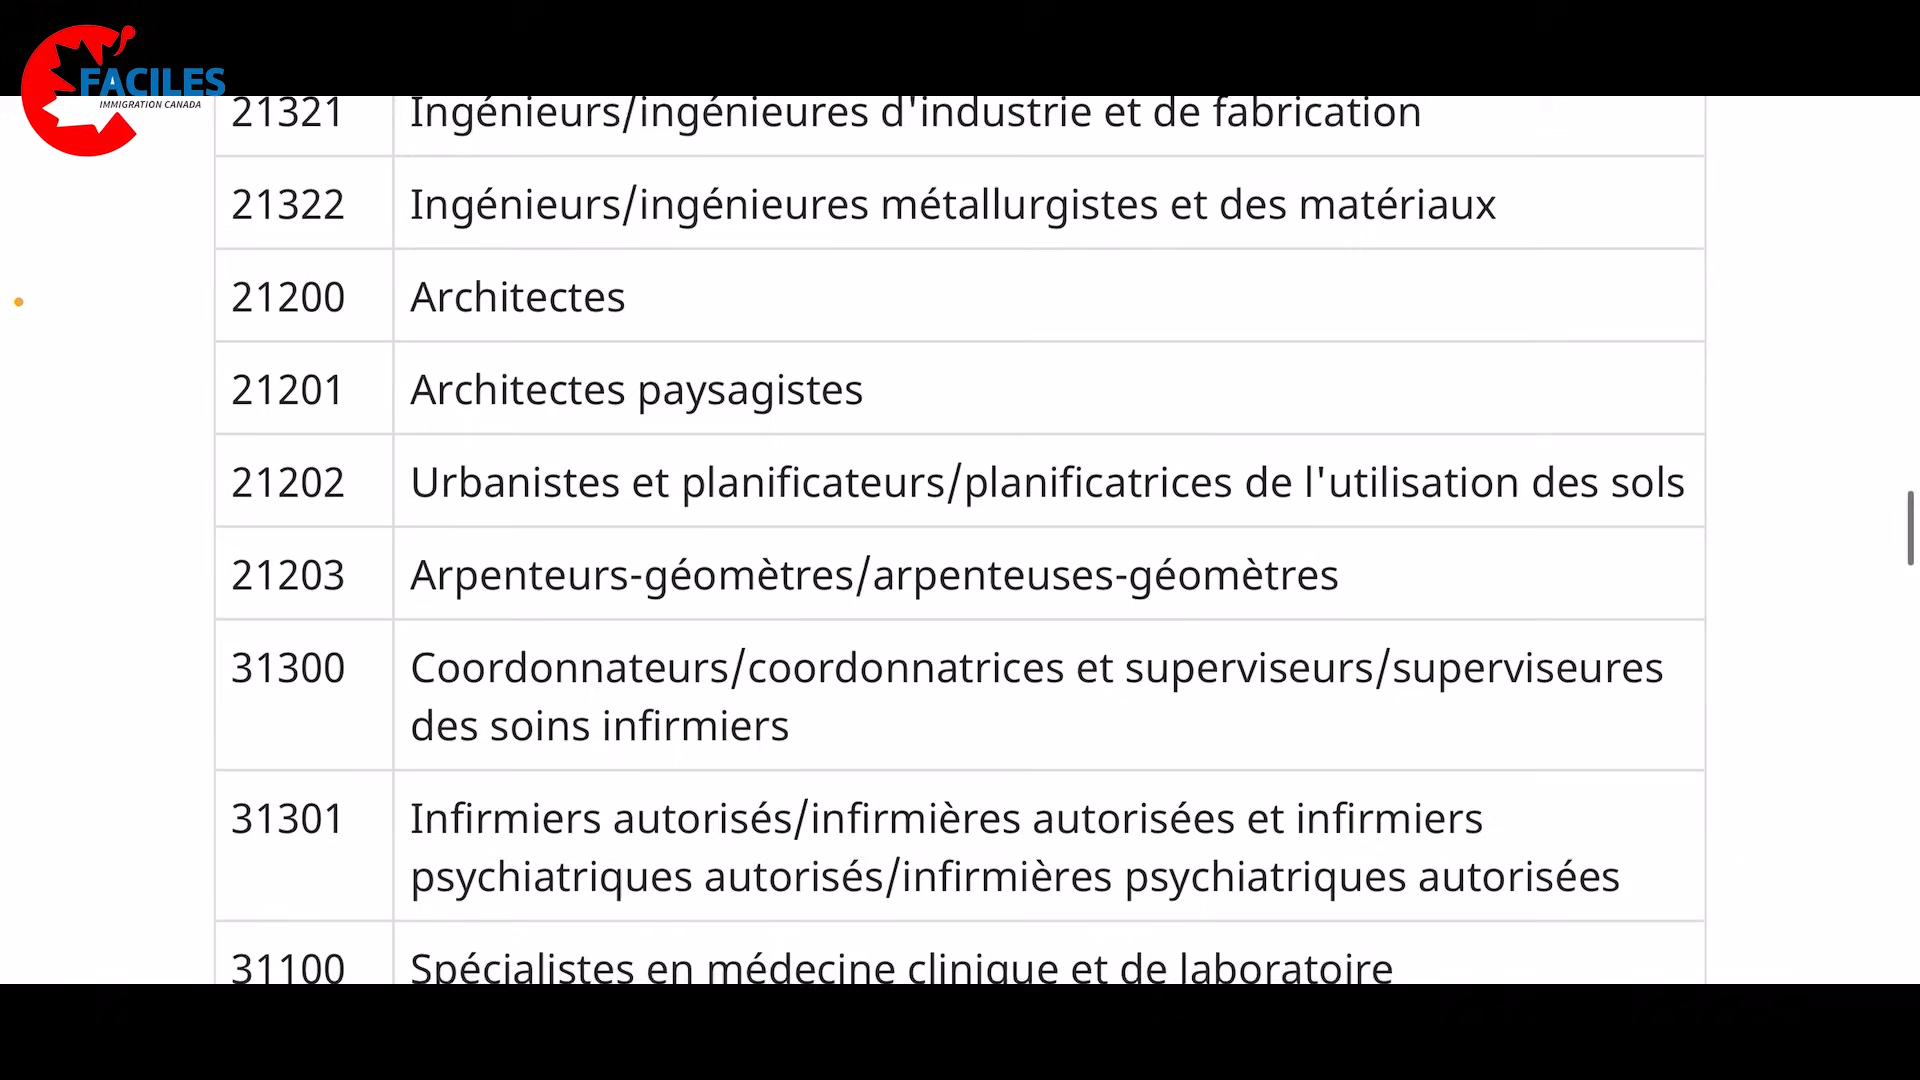 FACILES
IMMIGRATION CANADA
21321 Ingénieurs/ingénieures d'industrie et de fabrication
21322 Ingénieurs/ingénieures métallurgistes et des matériaux
21200 Architectes
21201 Architectes paysagistes
21202 Urbanistes et planificateurs/planificatrices de l'utilisation des sols
21203 Arpenteurs-géomètres/arpenteuses-géomètres
31300 Coordonnateurs/coordonnatrices et superviseurs/superviseures
des soins infirmiers
31301 Infirmiers autorisés/infirmières autorisées et infirmiers
psychiatriques autorisés/infirmières psychiatriques autorisées
31100 Spécialistes en médecine clinique et de laboratoire